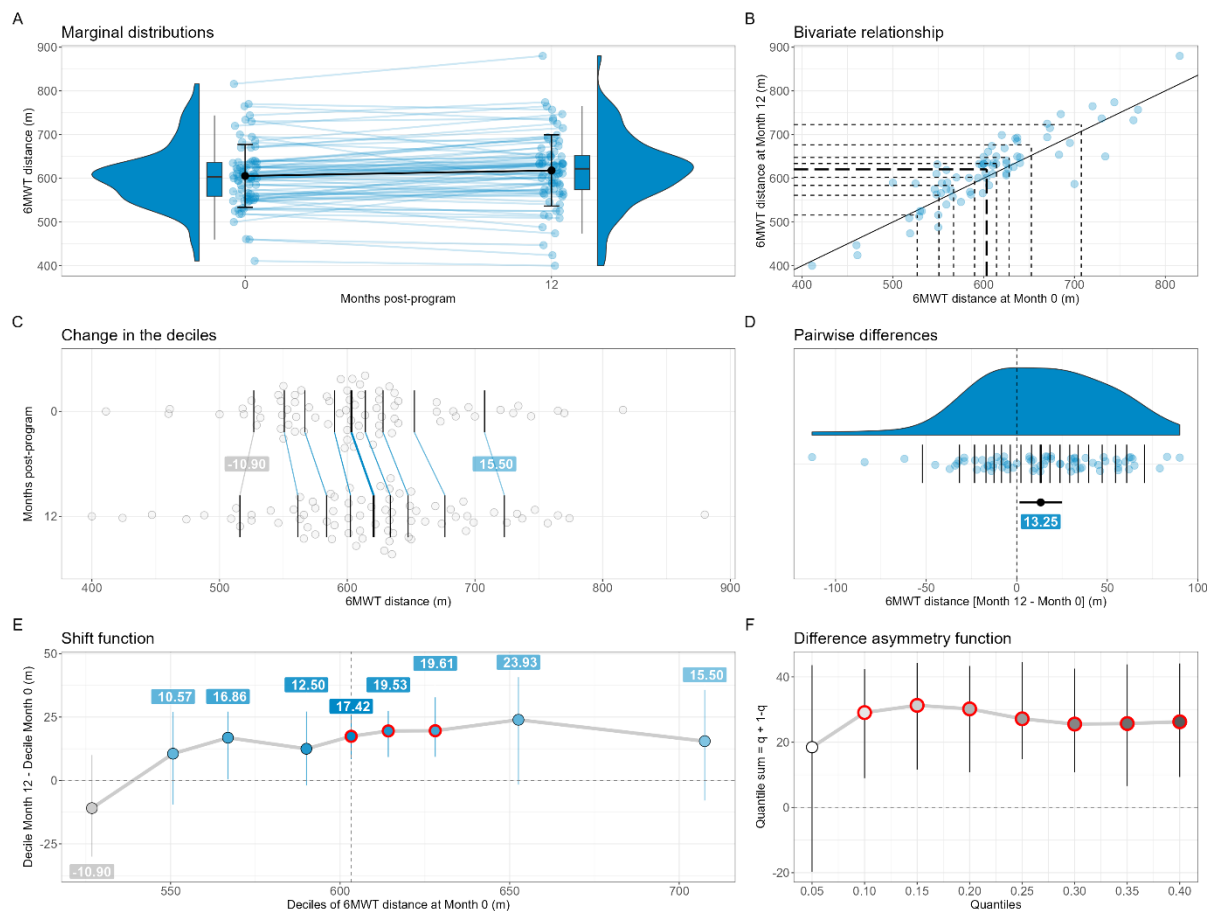 A
Marginal distributions
6MWT distance (m)
900
800
700
600
500
400
0
12
Months post-program
B
Bivariate relationship
6MWT distance at Month 12 (m)
900
800
700
600
500
400
400
500
600
700
800
6MWT distance at Month 0 (m)
C
Change in the deciles
Months post-program
0
-10.90
15.50
12
400
500
600
700
800
900
6MWT distance (m)
D
Pairwise differences
13.25
-100
-50
0
50
100
6MWT distance [Month 12 - Month 0] (m)
E
Shift function
Decile Month 12 - Decile Month 0 (m)
50
25
0
-25
-10.90
10.57
16.86
12.50
17.42
19.53
19.61
23.93
15.50
550
600
650
700
Deciles of 6MWT distance at Month 0 (m)
F
Difference asymmetry function
Quantile sum = q + 1-q
40
20
0
-20
0.05
0.10
0.15
0.20
0.25
0.30
0.35
0.40
Quantiles